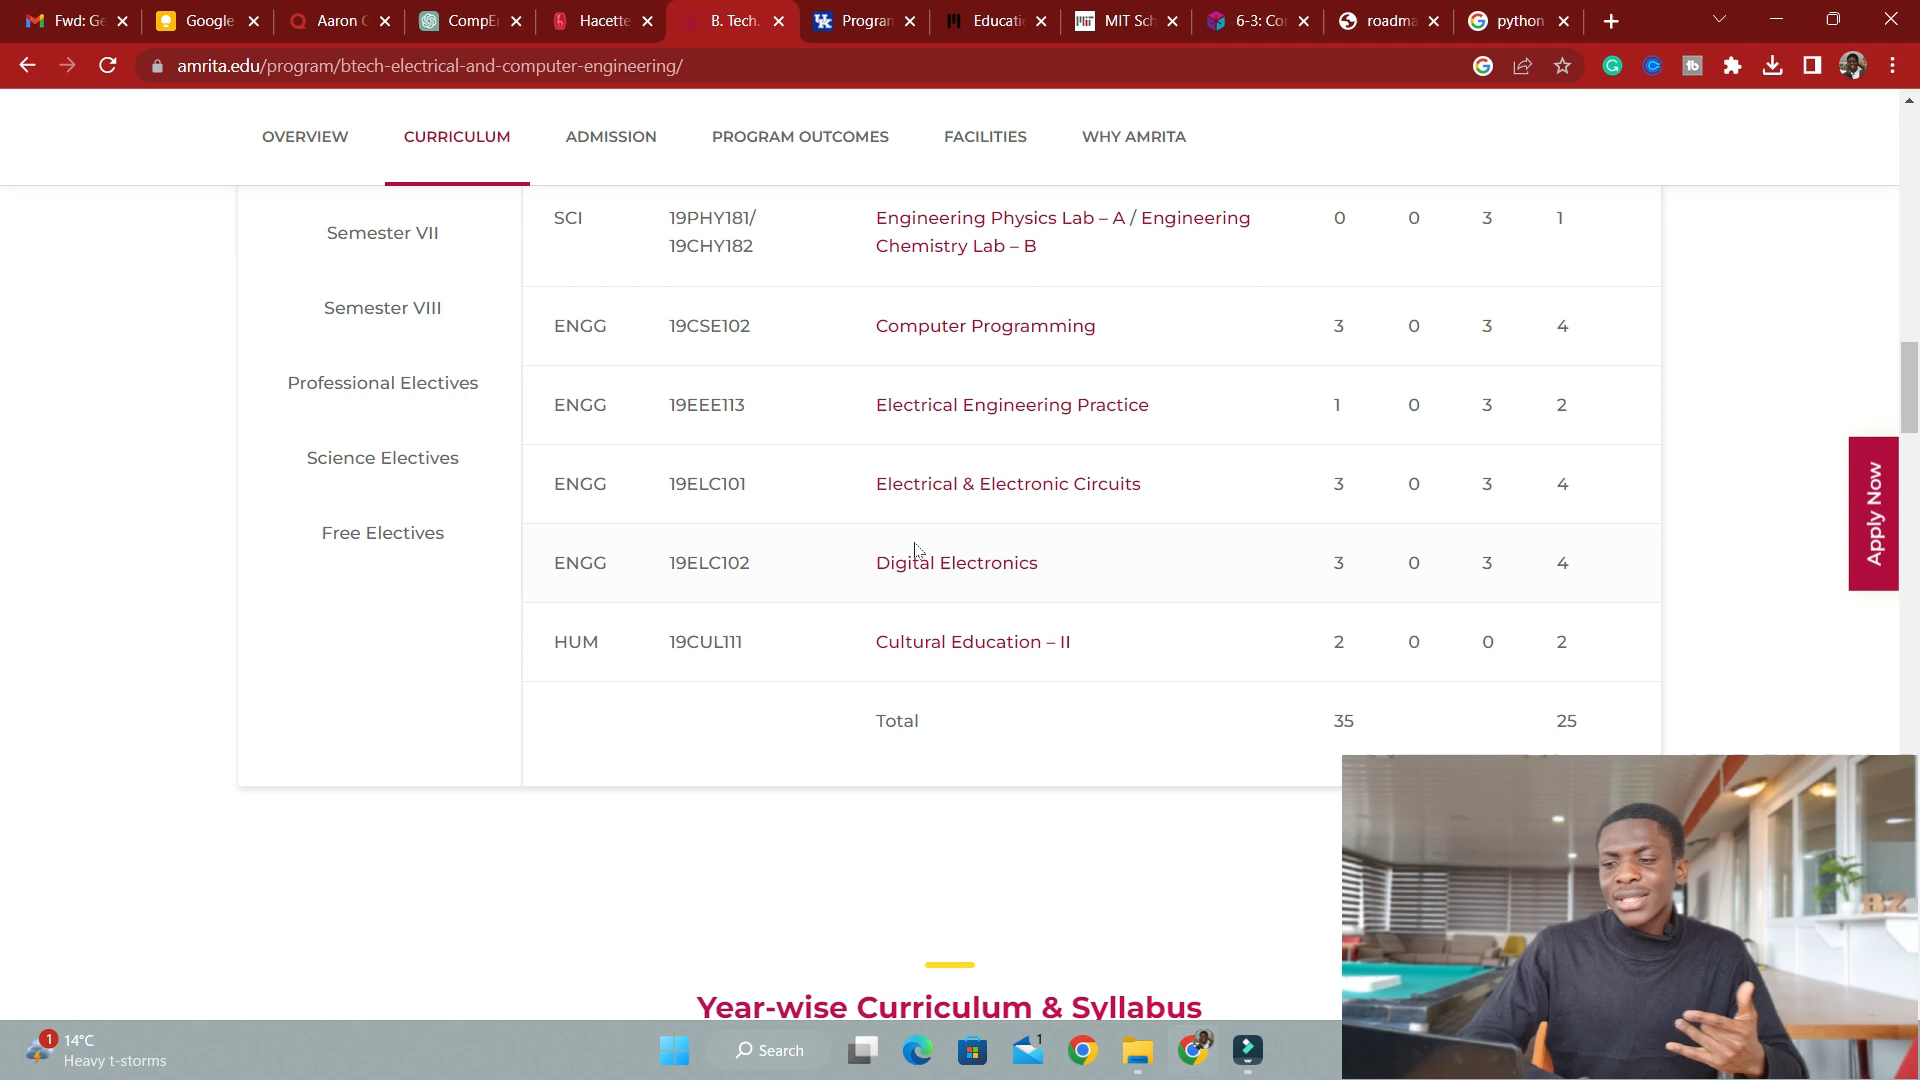 Fwd: Ge
Google
Aaron C
CompEn
Hacette
B. Tech.
Program
Educati
MIT Sch
6-3: Co
roadma
python
amrita.edu/program/btech-electrical-and-computer-engineering/
OVERVIEW
CURRICULUM
ADMISSION
PROGRAM OUTCOMES
FACILITIES
WHY AMRITA
Semester VII
Semester VIII
Professional Electives
Science Electives
Free Electives
SCI 19PHY181/ Engineering Physics Lab – A / Engineering 0 0 3 1
19CHY182 Chemistry Lab – B
ENGG 19CSE102 Computer Programming 3 0 3 4
ENGG 19EEE113 Electrical Engineering Practice 1 0 3 2
ENGG 19ELC101 Electrical & Electronic Circuits 3 0 3 4
ENGG 19ELC102 Digital Electronics 3 0 3 4
HUM 19CUL111 Cultural Education – II 2 0 0 2
Total 35 25
Apply Now
Year-wise Curriculum & Syllabus
1
14°C
Heavy t-storms
Search
1